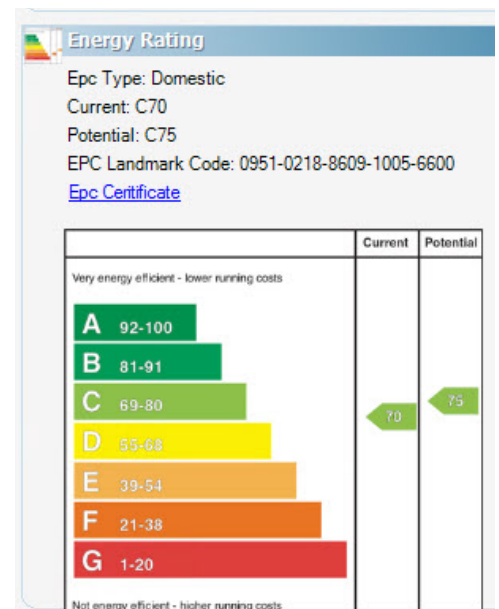 Energy Rating
Epc Type: Domestic
Current: C70
Potential: C75
EPC Landmark Code: 0951-0218-8609-1005-6600
Epc Ceritificate
Current Potential
Very energy efficient - lower running costs
A 92-100
B 81-91
C 69-80
75
70
D 55-68
E 39-54
F 21-38
G 1-20
Not energy efficient - higher running costs